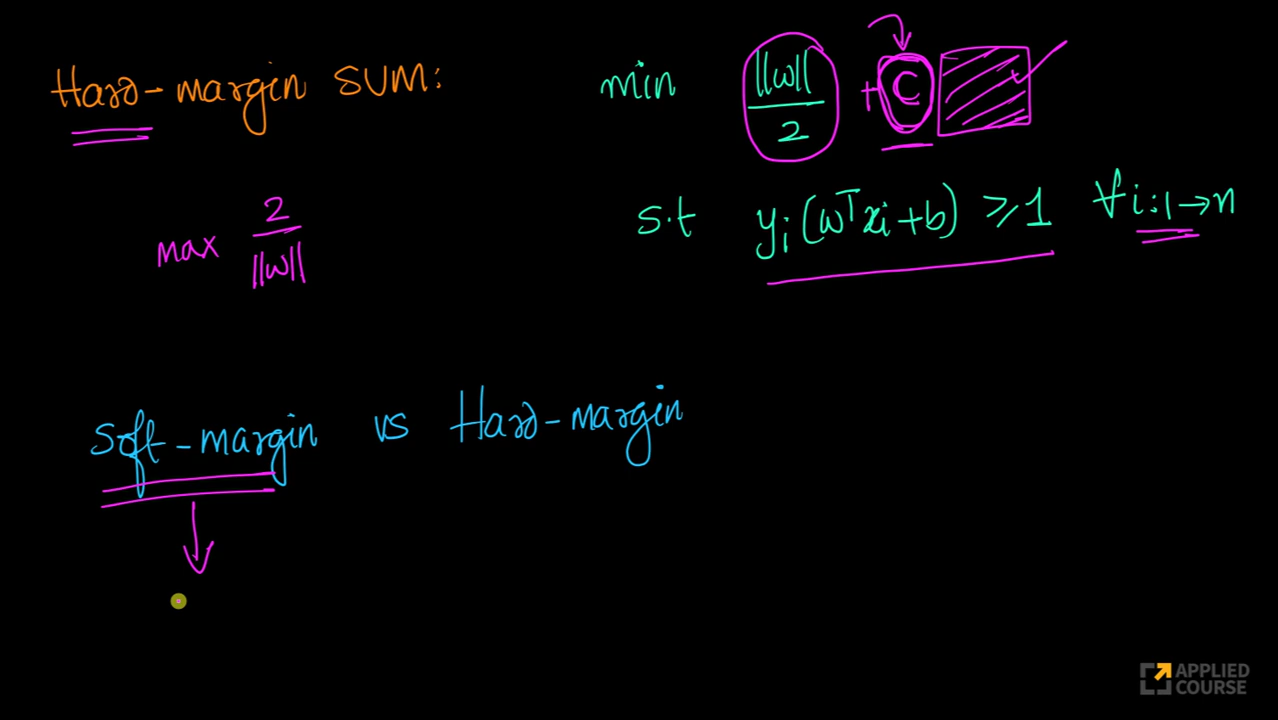 Hard-margin SVM:
min ||w||/2 + C
max 2/||w||
s.t yi(wᵀxi+b) ≥ 1 ∀i:1→n
Soft-margin vs Hard-margin
APPLIED
COURSE